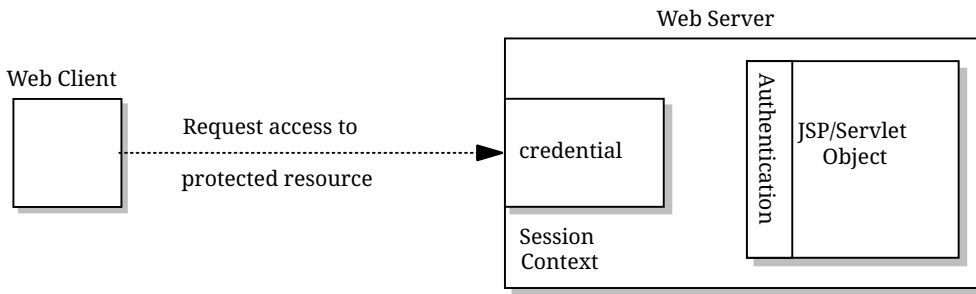 Web Server
Web Client
Request access to
protected resource
credential
Session
Context
Authentication
JSP/Servlet
Object